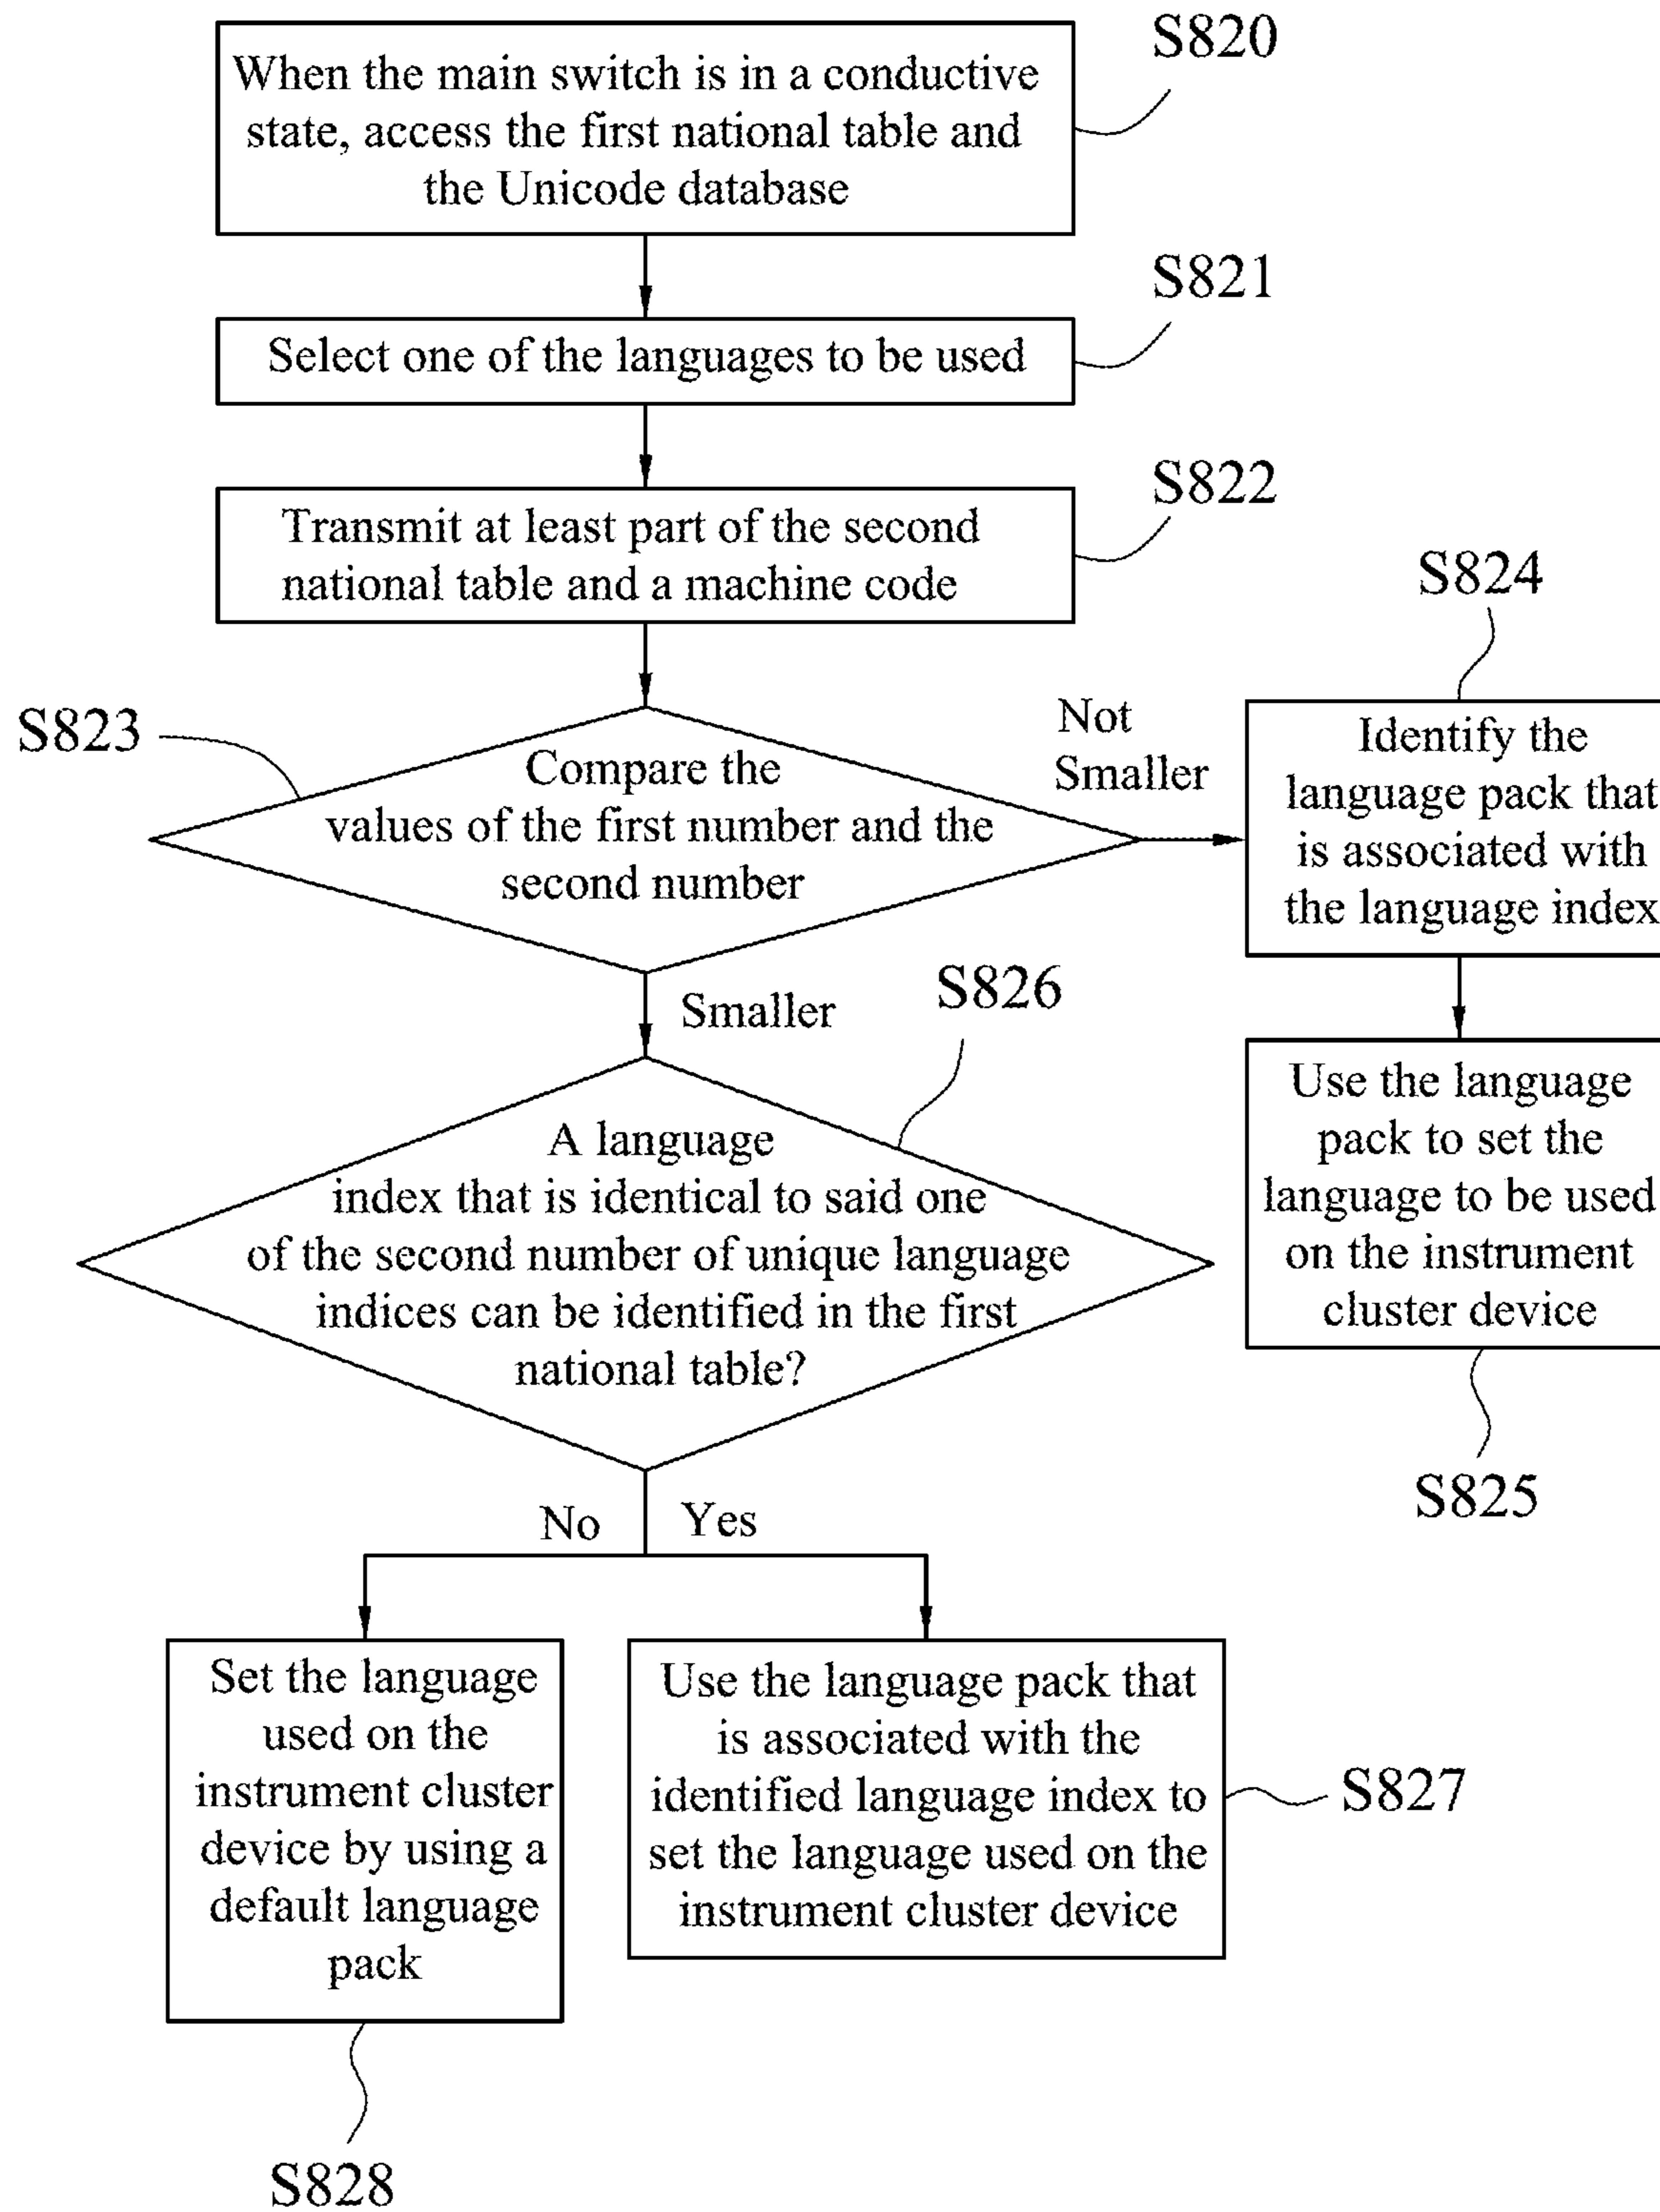 S820
When the main switch is in a conductive
state, access the first national table and
the Unicode database
S821
Select one of the languages to be used
S822
Transmit at least part of the second
national table and a machine code
S823
Compare the
values of the first number and the
second number
Not
Smaller
S824
Identify the
language pack that
is associated with
the language index
Smaller
S826
A language
index that is identical to said one
of the second number of unique language
indices can be identified in the first
national table?
Use the language
pack to set the
language to be used
on the instrument
cluster device
S825
No
Yes
Set the language
used on the
instrument cluster
device by using a
default language
pack
S828
Use the language pack that
is associated with the
identified language index to
set the language used on the
instrument cluster device
S827